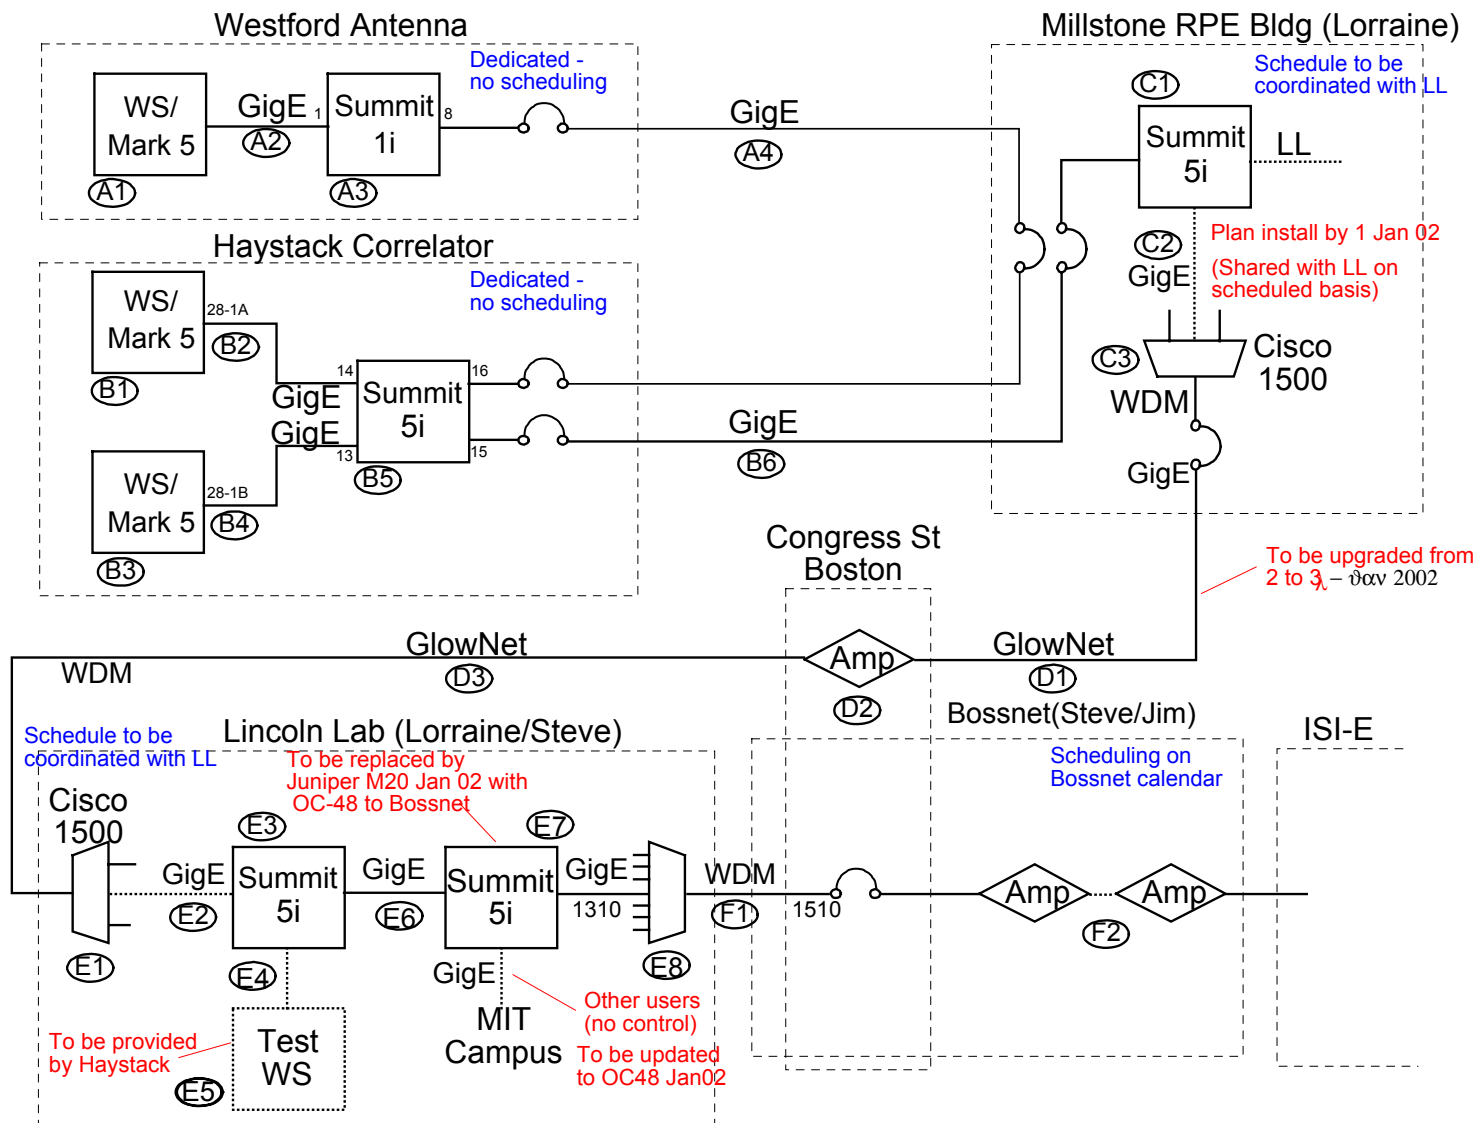 Westford Antenna
Millstone RPE Bldg (Lorraine)
Dedicated -
no scheduling
Schedule to be
coordinated with LL
WS/
Mark 5
GigE
1
Summit
1i
8
A1
A2
A3
GigE
A4
C1
Summit
5i
LL
Haystack Correlator
Dedicated -
no scheduling
C2
GigE
Plan install by 1 Jan 02
(Shared with LL on
scheduled basis)
WS/
Mark 5
28-1A
B2
B1
14
GigE
GigE
13
Summit
5i
16
15
B5
GigE
B6
C3
Cisco
1500
WDM
GigE
WS/
Mark 5
28-1B
B4
B3
Congress St
Boston
To be upgraded from
2 to 3λ – ϑαν 2002
WDM
GlowNet
D3
Amp
D2
GlowNet
D1
Schedule to be
coordinated with LL
Lincoln Lab (Lorraine/Steve)
To be replaced by
Juniper M20 Jan 02 with
OC-48 to Bossnet
Bossnet(Steve/Jim)
Scheduling on
Bossnet calendar
ISI-E
Cisco
1500
E1
GigE
E2
E3
Summit
5i
E4
GigE
E6
E7
Summit
5i
GigE
1310
E8
WDM
F1
1510
Amp
Amp
F2
GigE
MIT
Campus
Other users
(no control)
To be updated
to OC48 Jan02
To be provided
by Haystack
E5
Test
WS